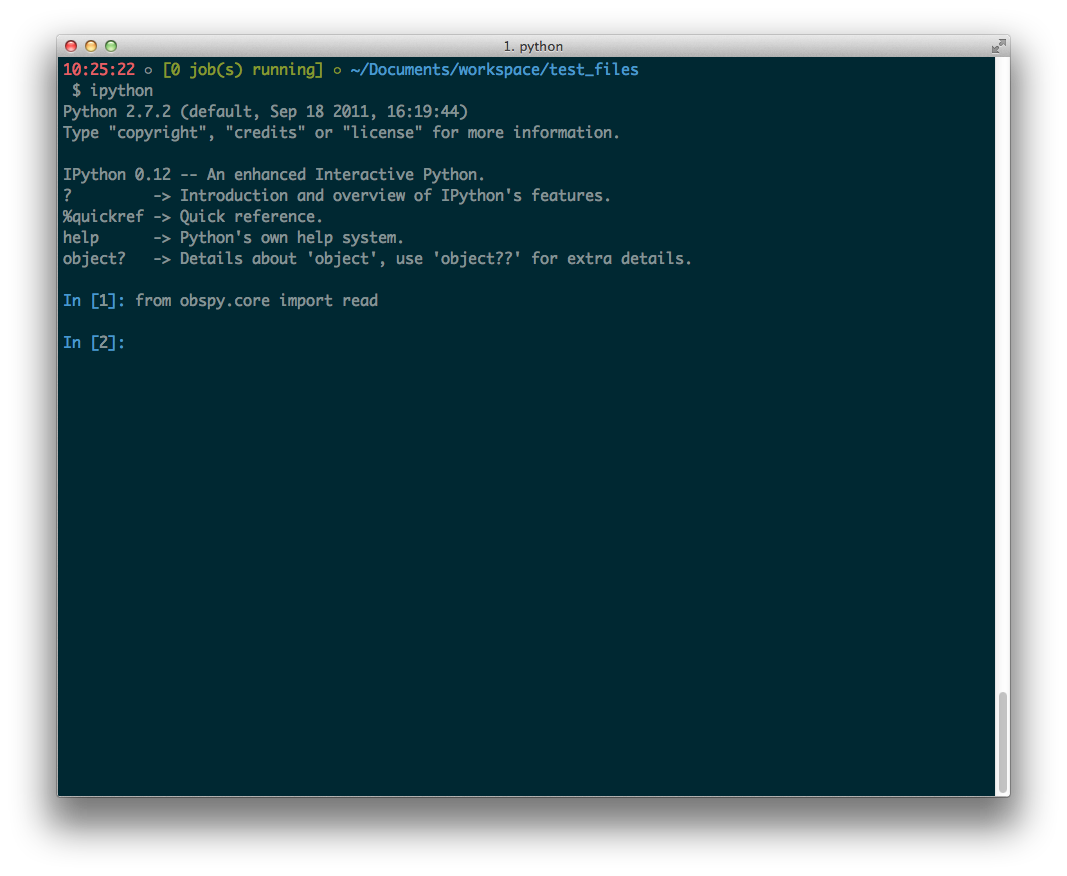 1. python
10:25:22 ∘ [0 job(s) running] ∘ ~/Documents/workspace/test_files
$ ipython
Python 2.7.2 (default, Sep 18 2011, 16:19:44)
Type "copyright", "credits" or "license" for more information.
IPython 0.12 -- An enhanced Interactive Python.
?         -> Introduction and overview of IPython's features.
%quickref -> Quick reference.
help      -> Python's own help system.
object?   -> Details about 'object', use 'object??' for extra details.
In [1]: from obspy.core import read
In [2]: